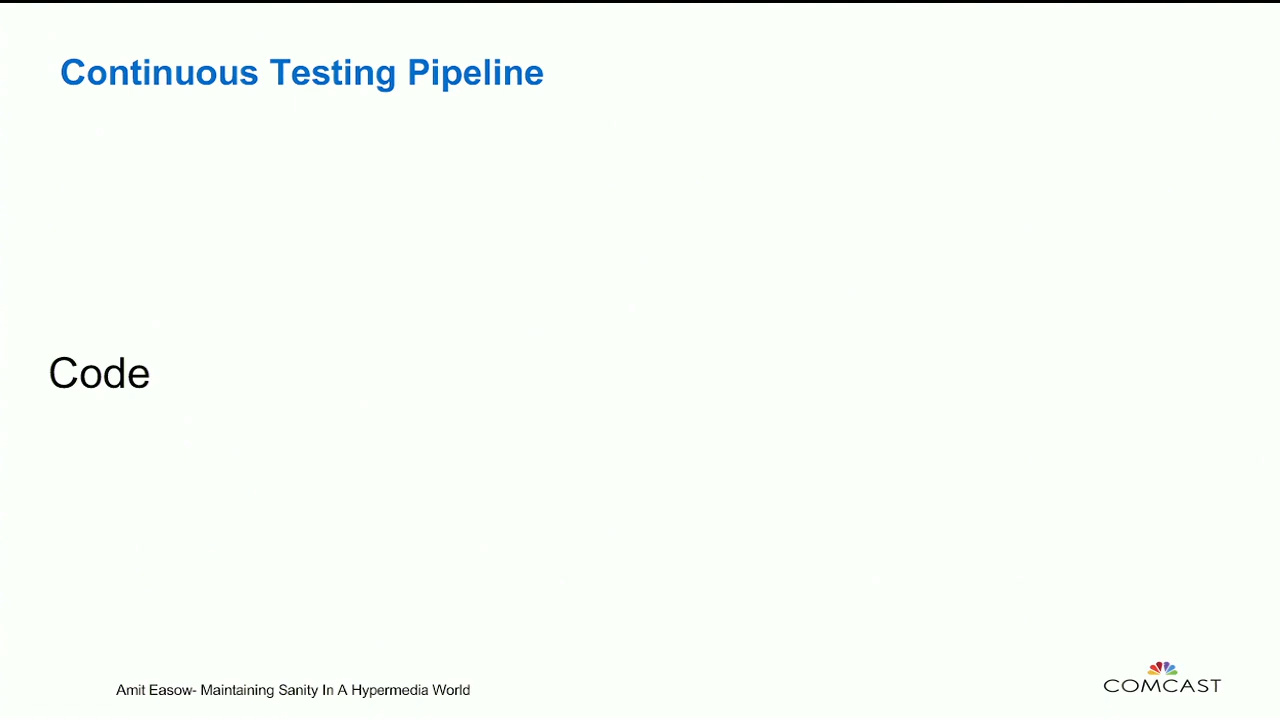 Continuous Testing Pipeline
Code
Amit Easow- Maintaining Sanity In A Hypermedia World
COMCAST